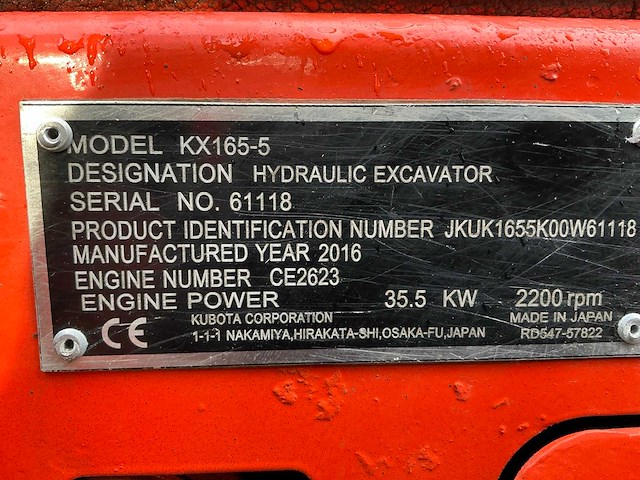 MODEL KX165-5
DESIGNATION HYDRAULIC EXCAVATOR
SERIAL NO. 61118
PRODUCT IDENTIFICATION NUMBER JKUK1655K00W61118
MANUFACTURED YEAR 2016
ENGINE NUMBER CE2623
ENGINE POWER 35.5 KW 2200 rpm
CE KUBOTA CORPORATION MADE IN JAPAN
1-1-1 NAKAMIYA,HIRAKATA-SHI,OSAKA-FU,JAPAN RD547-57822